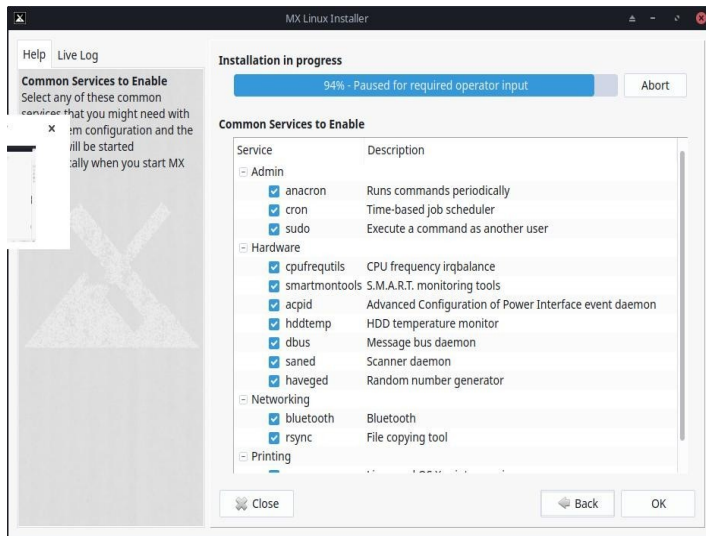 MX Linux Installer
Help Live Log
Common Services to Enable
Select any of these common
services that you might need with
em configuration and the
will be started
cally when you start MX
x
Installation in progress
94% - Paused for required operator input
Abort
Common Services to Enable
Service Description
Admin
anacron Runs commands periodically
cron Time-based job scheduler
sudo Execute a command as another user
Hardware
cpufrequtils CPU frequency irqbalance
smartmontools S.M.A.R.T. monitoring tools
acpid Advanced Configuration of Power Interface event daemon
hddtemp HDD temperature monitor
dbus Message bus daemon
saned Scanner daemon
haveged Random number generator
Networking
bluetooth Bluetooth
rsync File copying tool
Printing
Close
Back
OK